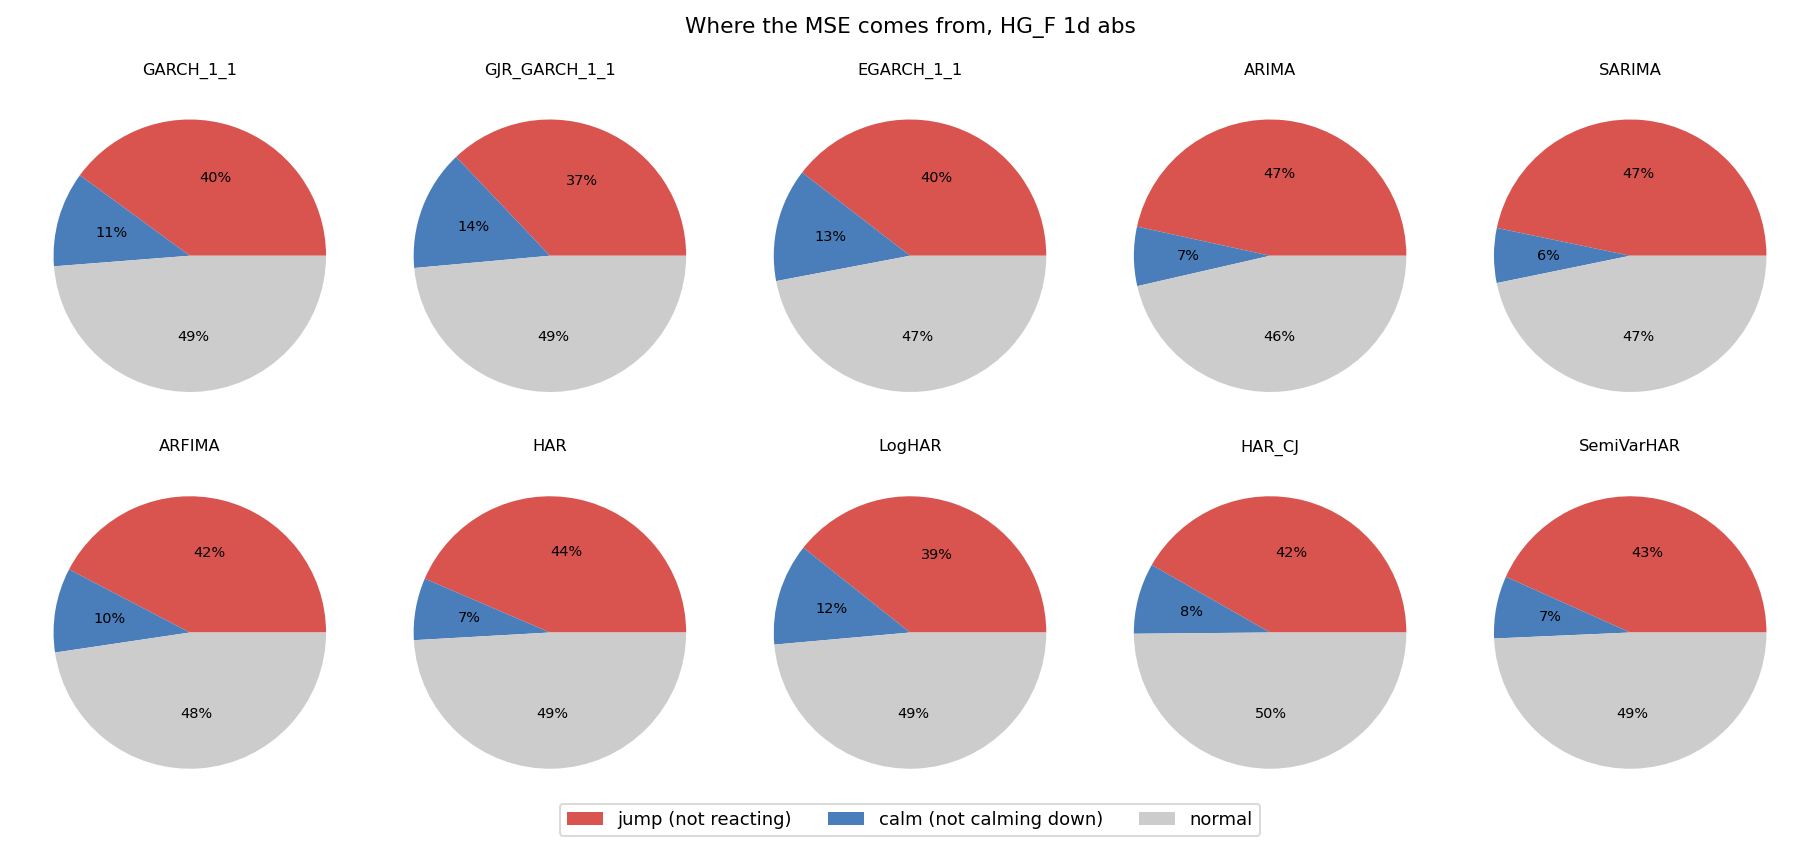 Where the MSE comes from, HG_F 1d abs
GARCH_1_1
GJR_GARCH_1_1
EGARCH_1_1
ARIMA
SARIMA
40%
11%
49%
37%
14%
49%
40%
13%
47%
47%
7%
46%
47%
6%
47%
ARFIMA
HAR
LogHAR
HAR_CJ
SemiVarHAR
42%
10%
48%
44%
7%
49%
39%
12%
49%
42%
8%
50%
43%
7%
49%
jump (not reacting)
calm (not calming down)
normal